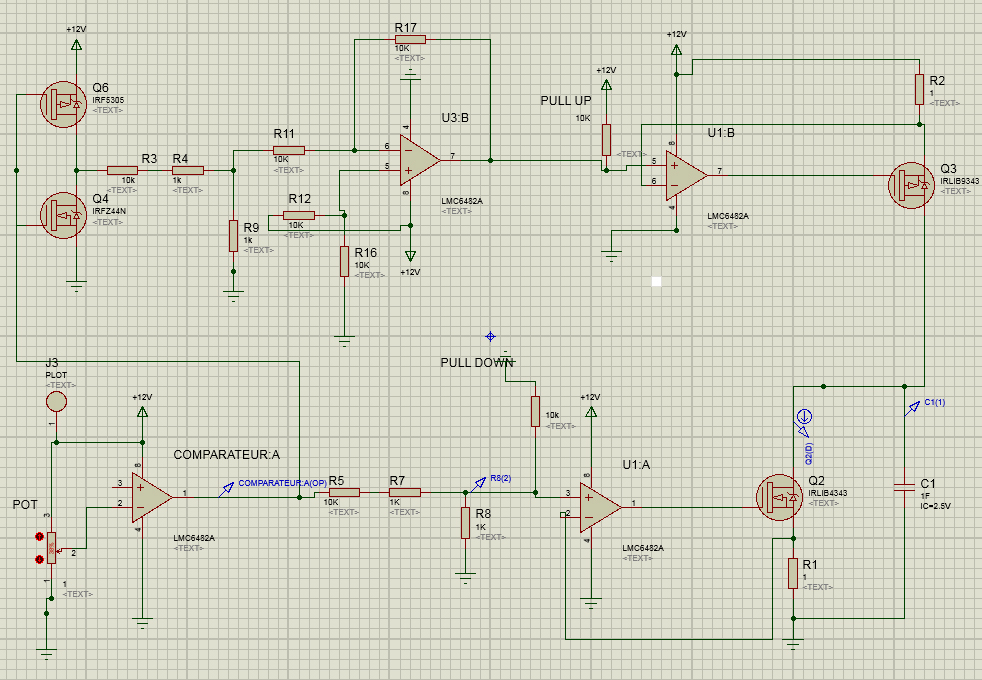 +12V
Q6
IRF5305
<TEXT>
Q4
IRFZ44N
<TEXT>
R3
10k
<TEXT>
R4
1k
<TEXT>
R9
1k
<TEXT>
R11
10K
<TEXT>
R12
10K
<TEXT>
R16
10K
<TEXT>
R17
10K
<TEXT>
U3:B
6
5
7
4
8
LMC6482A
<TEXT>
+12V
+12V
PULL UP
10K
<TEXT>
+12V
U1:B
5
6
7
8
4
LMC6482A
<TEXT>
R2
1
<TEXT>
Q3
IRLIB9343
<TEXT>
J3
PLOT
<TEXT>
1
+12V
COMPARATEUR:A
3
2
1
8
4
LMC6482A
<TEXT>
COMPARATEUR:A(OP)
POT
3
2
1
1
<TEXT>
R5
10K
<TEXT>
R7
1K
<TEXT>
R8(2)
R8
1K
<TEXT>
PULL DOWN
10k
<TEXT>
+12V
U1:A
3
2
1
8
4
LMC6482A
<TEXT>
Q2(D)
Q2
IRLIB4343
<TEXT>
R1
1
<TEXT>
C1(1)
C1
1F
IC=2.5V